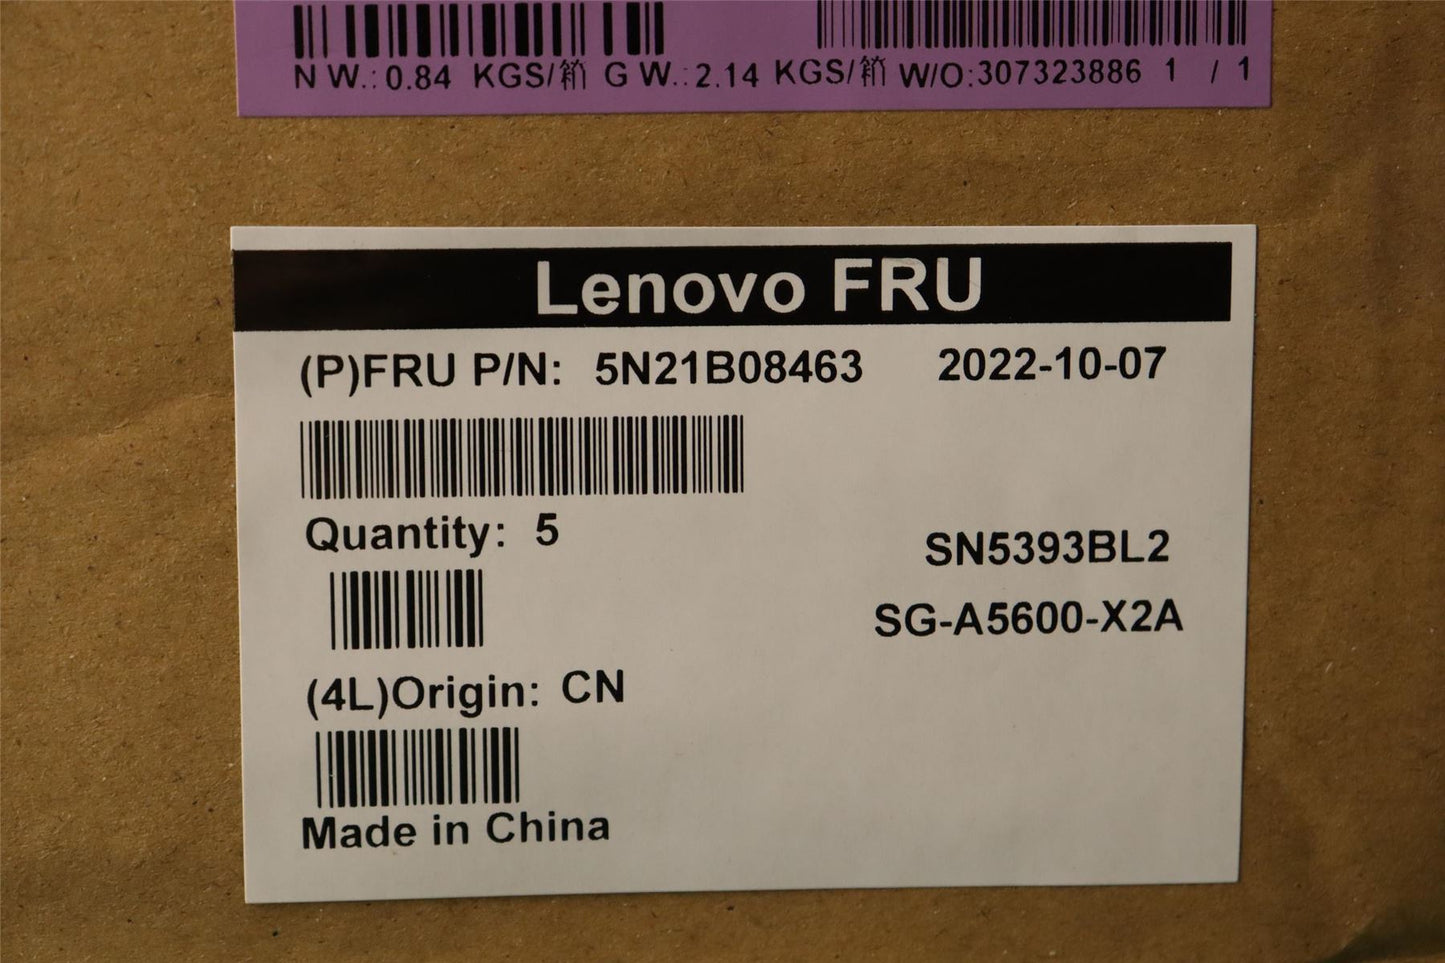 N W.: 0.84 KGS/箱 G W.: 2.14 KGS/箱 W/O:307323886 1 / 1
Lenovo FRU
(P)FRU P/N: 5N21B08463 2022-10-07
Quantity: 5
SN5393BL2
SG-A5600-X2A
(4L)Origin: CN
Made in China